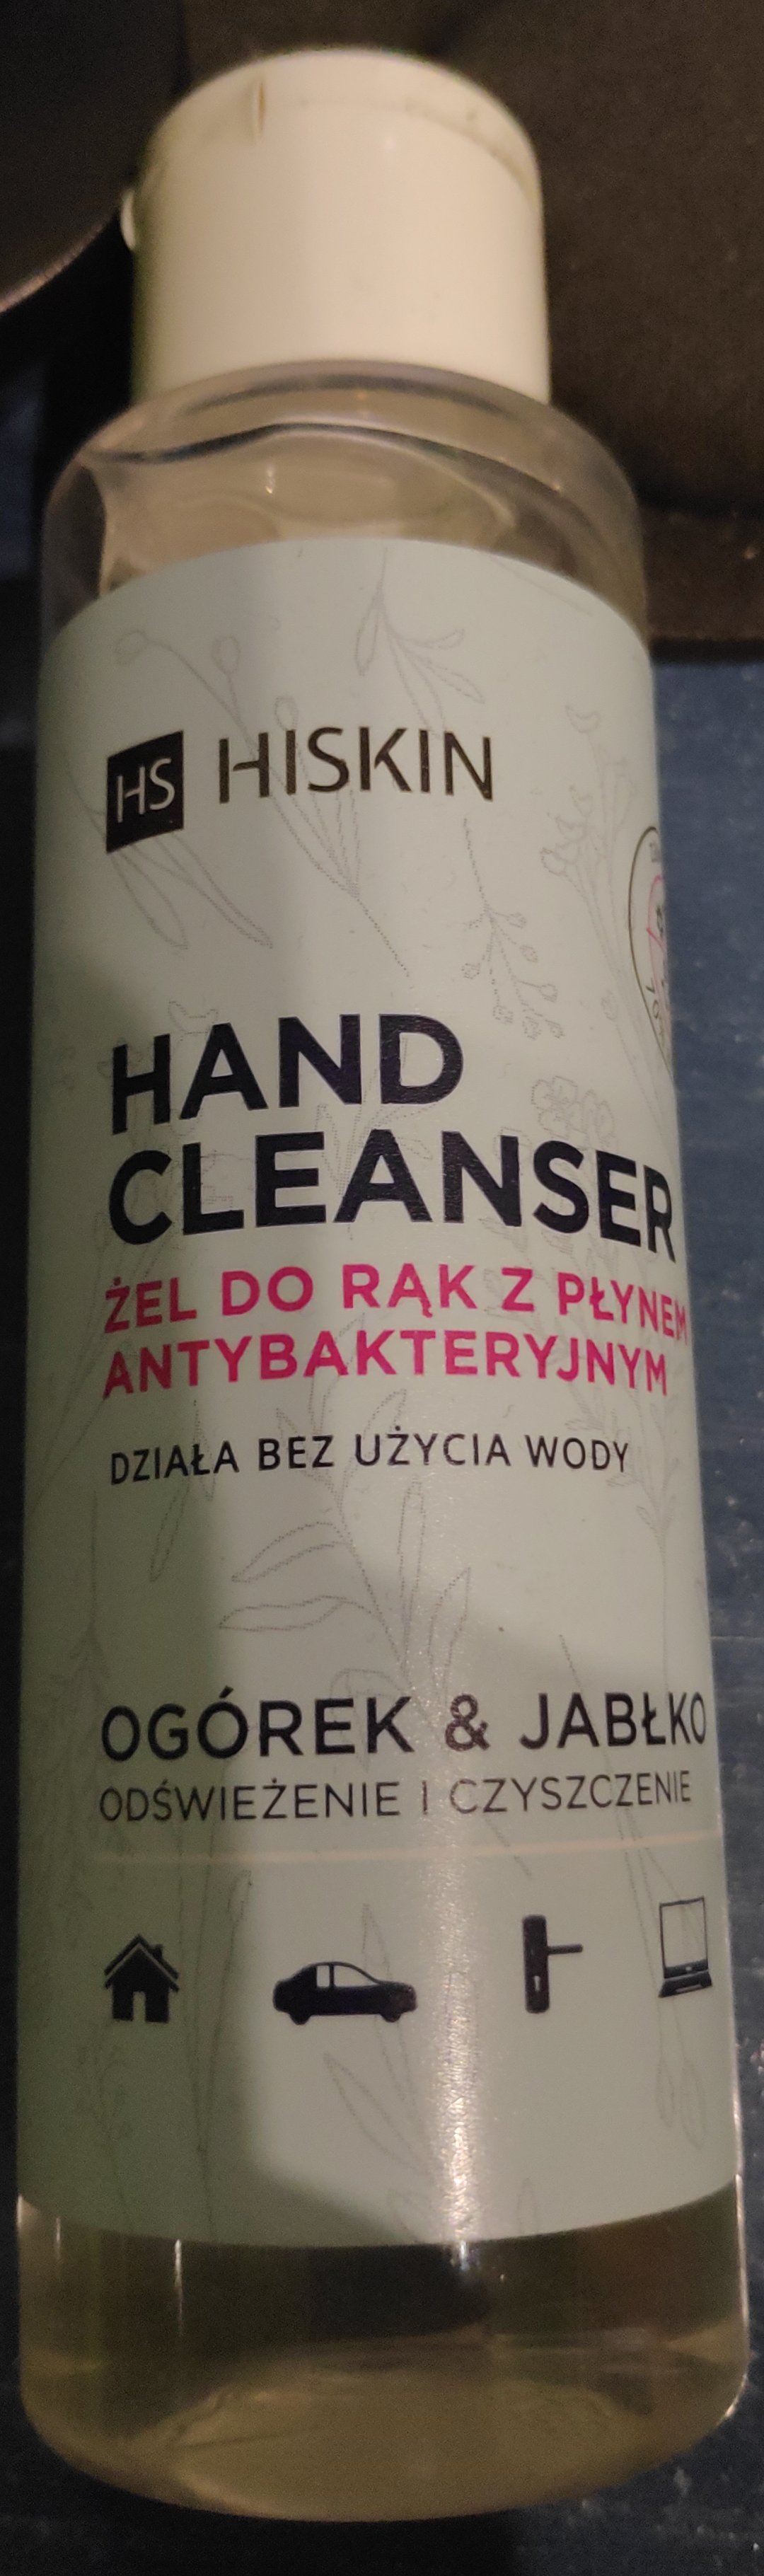 HS HISKIN
HAND
CLEANSER
ŻEL DO RĄK Z PŁYNEM
ANTYBAKTERYJNYM
DZIAŁA BEZ UŻYCIA WODY
OGÓREK & JABŁKO
ODŚWIEŻENIE I CZYSZCZENIE